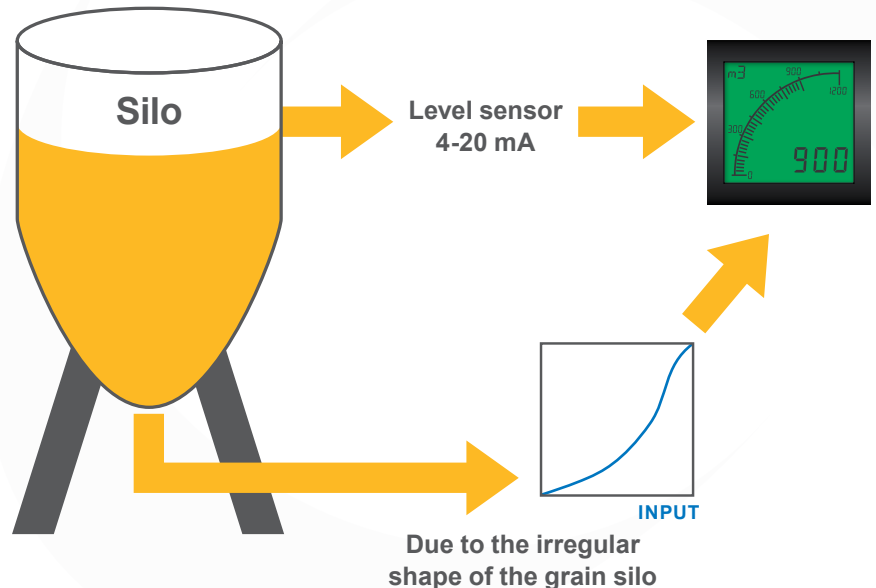 Silo
Level sensor
4-20 mA
m3
0
300
600
900
1200
900
INPUT
Due to the irregular
shape of the grain silo